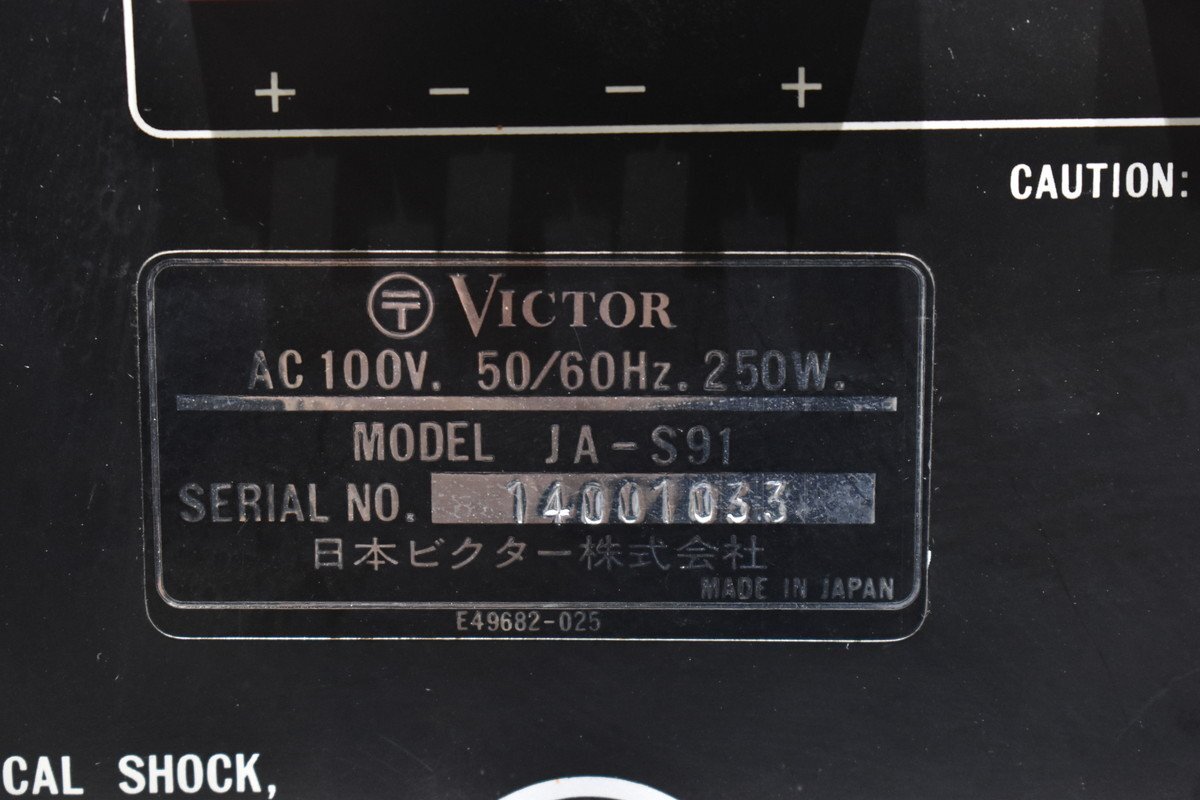 + − − +
CAUTION:
〒 VICTOR
AC 100V. 50/60Hz. 250W.
MODEL JA-S91
SERIAL NO. 14001033
日本ビクター株式会社
MADE IN JAPAN
E49682-025
CAL SHOCK,